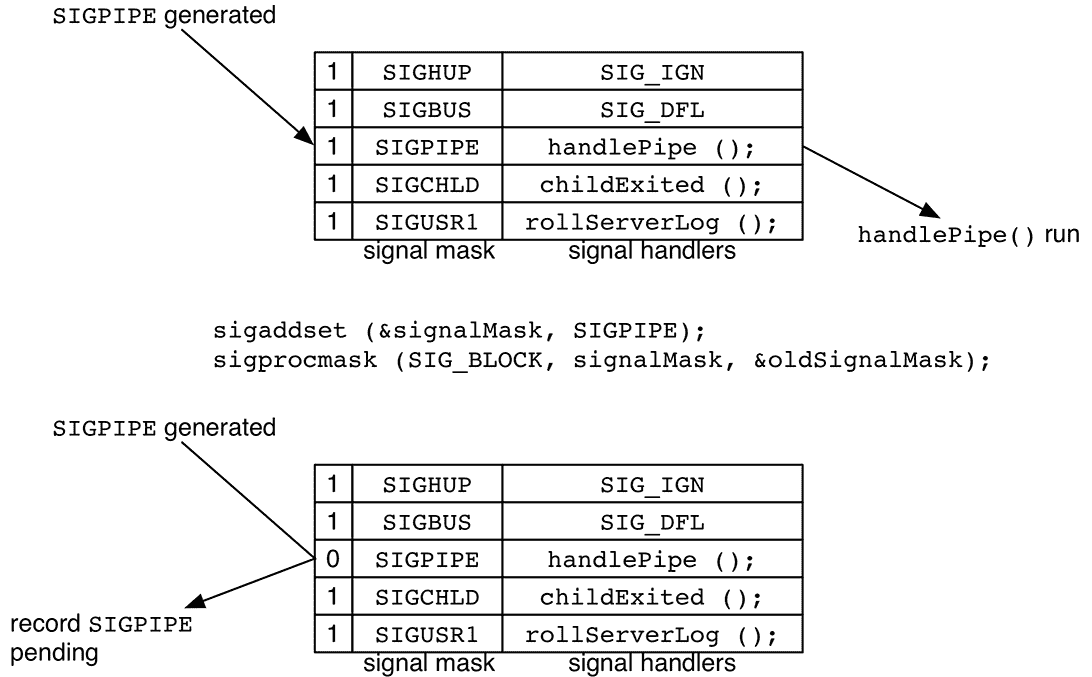 SIGPIPE generated
1 SIGHUP SIG_IGN
1 SIGBUS SIG_DFL
1 SIGPIPE handlePipe ();
1 SIGCHLD childExited ();
1 SIGUSR1 rollServerLog ();
handlePipe() run
signal mask signal handlers
sigaddset (&signalMask, SIGPIPE);
sigprocmask (SIG_BLOCK, signalMask, &oldSignalMask);
SIGPIPE generated
1 SIGHUP SIG_IGN
1 SIGBUS SIG_DFL
0 SIGPIPE handlePipe ();
1 SIGCHLD childExited ();
1 SIGUSR1 rollServerLog ();
record SIGPIPE
pending
signal mask signal handlers